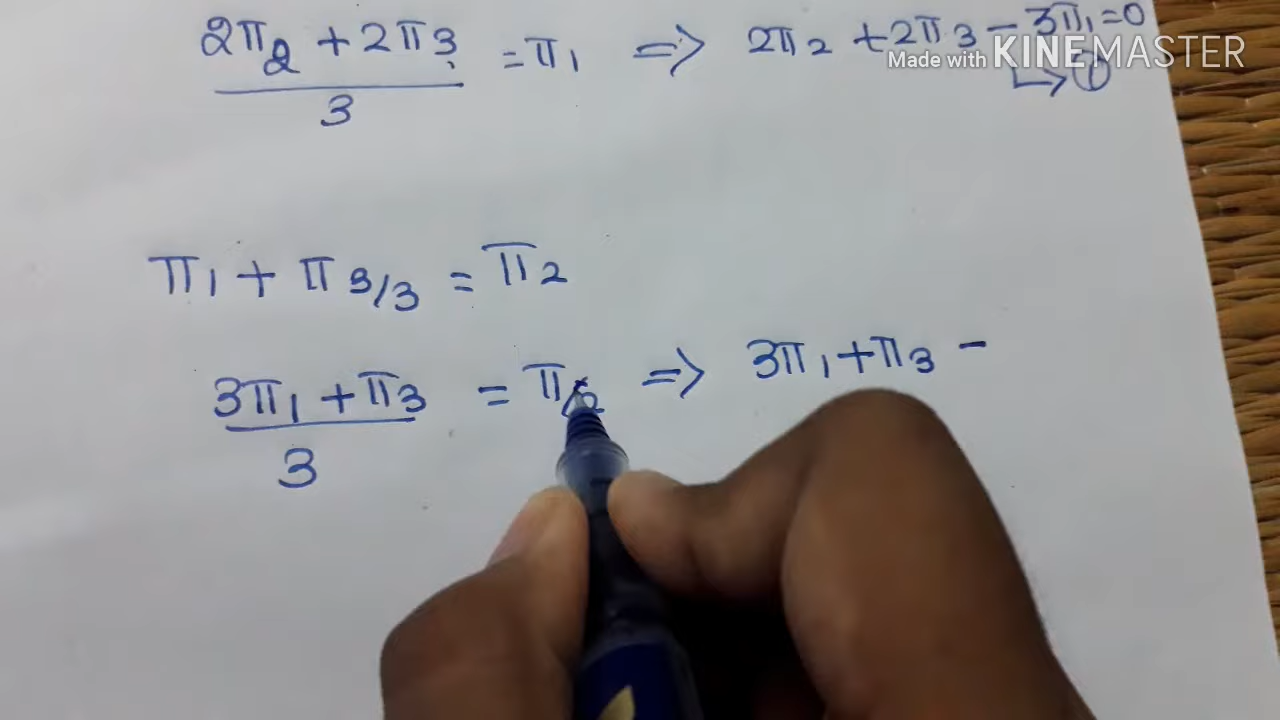 2π₂ + 2π₃ / 3 = π₁ ⇒ 2π₂ + 2π₃ - 3π₁ = 0
Made with KINEMASTER
↳ ①
π₁ + π₃/3 = π₂
3π₁ + π₃ / 3 = π₂ ⇒ 3π₁ + π₃ -